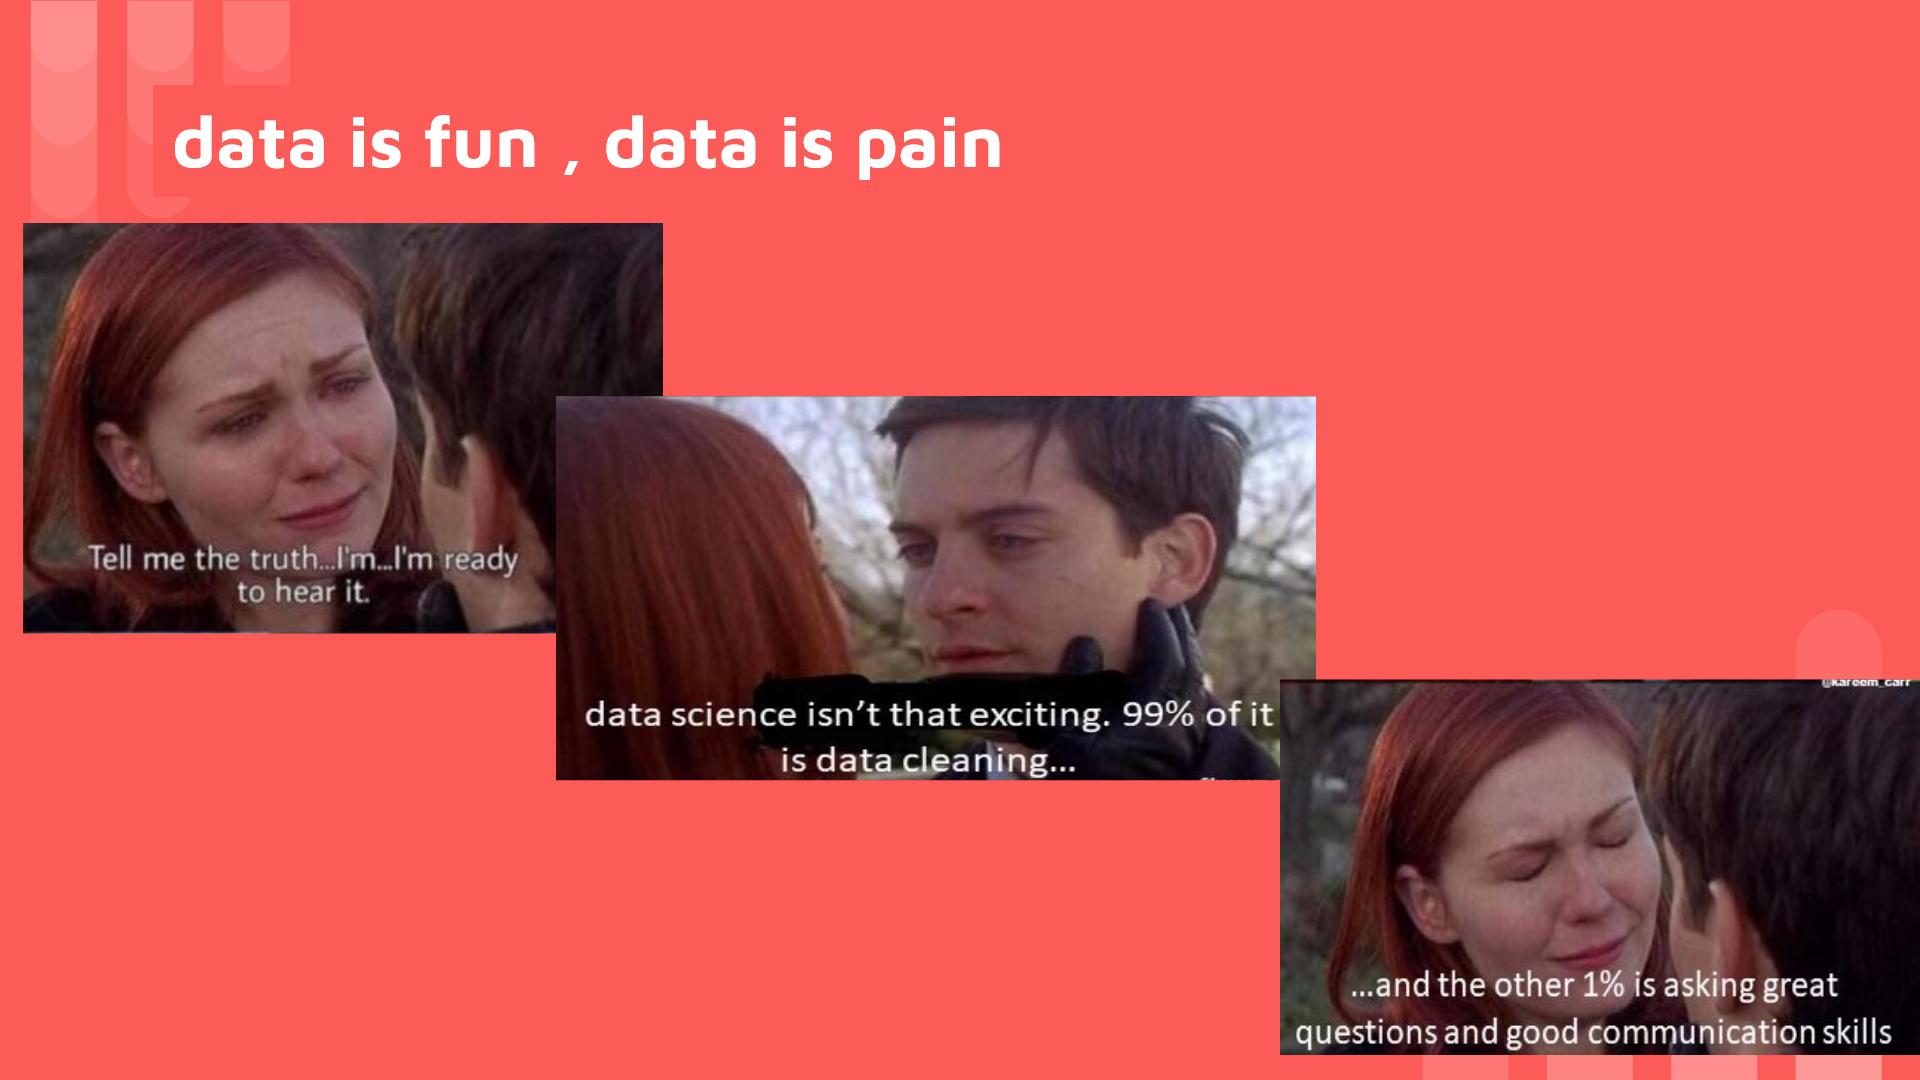 data is fun , data is pain
Tell me the truth...I'm...I'm ready
to hear it.
data science isn’t that exciting. 99% of it
is data cleaning...
@kareem_carr
...and the other 1% is asking great
questions and good communication skills